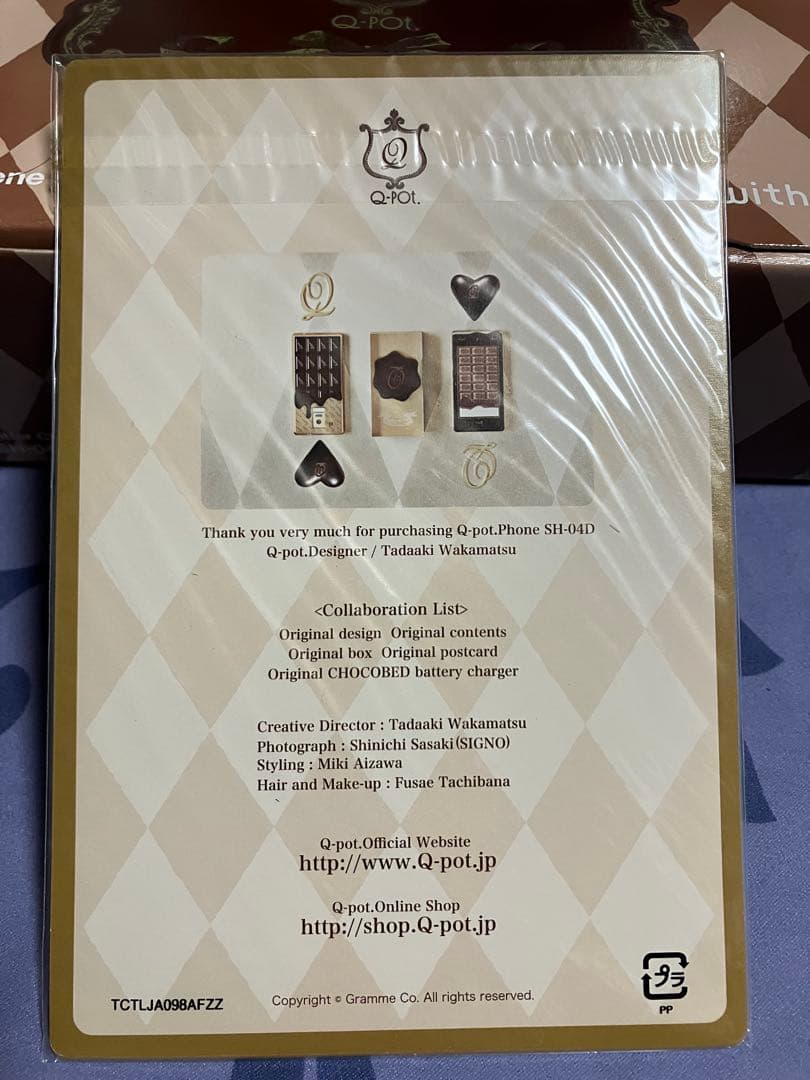 Q-POT.
ene
with
Q
Q-POT.
Q
Thank you very much for purchasing Q-pot.Phone SH-04D
Q-pot.Designer / Tadaaki Wakamatsu
<Collaboration List>
Original design Original contents
Original box Original postcard
Original CHOCOBED battery charger
Creative Director : Tadaaki Wakamatsu
Photograph : Shinichi Sasaki(SIGNO)
Styling : Miki Aizawa
Hair and Make-up : Fusae Tachibana
Q-pot.Official Website
http://www.Q-pot.jp
Q-pot.Online Shop
http://shop.Q-pot.jp
プラ
PP
TCTLJA098AFZZ
Copyright © Gramme Co. All rights reserved.